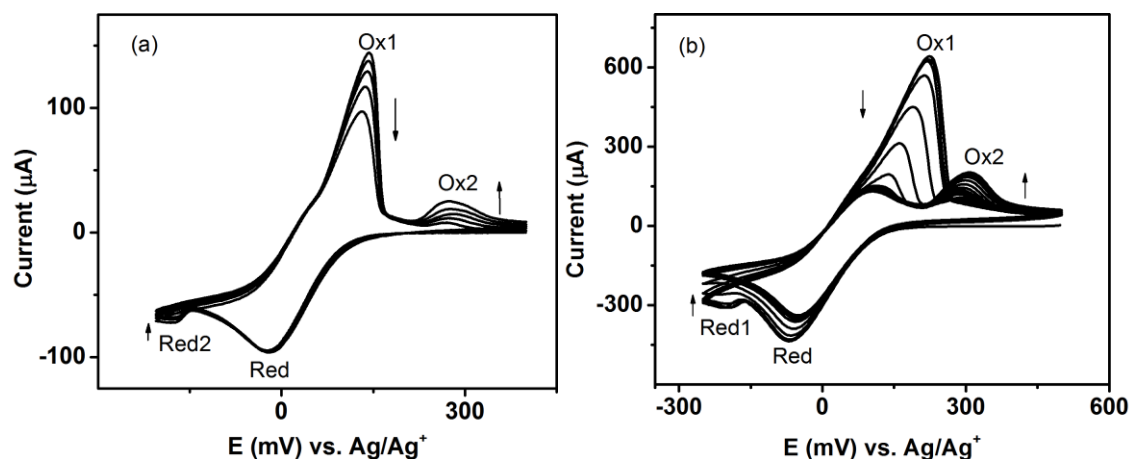 (a)
Ox1
Ox2
Red2
Red
100
0
-100
Current (μA)
0
300
E (mV) vs. Ag/Ag⁺
(b)
Ox1
Ox2
Red1
Red
600
300
0
-300
Current (μA)
-300
0
300
600
E (mV) vs. Ag/Ag⁺